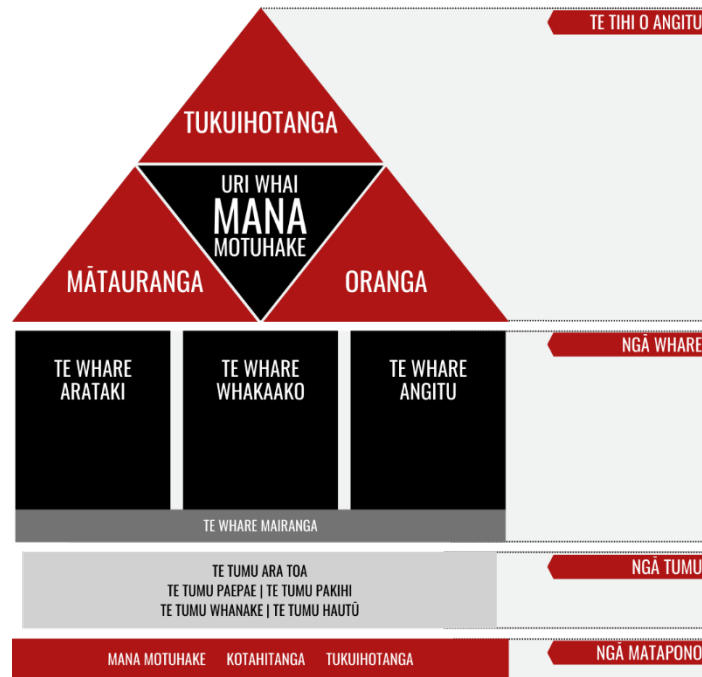 TE TIHI O ANGITU
TUKUIHOTANGA
URI WHAI
MANA
MOTUHAKE
MĀTAURANGA
ORANGA
NGĀ WHARE
TE WHARE
ARATAKI
TE WHARE
WHAKAAKO
TE WHARE
ANGITU
TE WHARE MAIRANGA
NGĀ TUMU
TE TUMU ARA TOA
TE TUMU PAEPAE | TE TUMU PAKIHI
TE TUMU WHANAKE | TE TUMU HAUTŪ
NGĀ MATAPONO
MANA MOTUHAKE KOTAHITANGA TUKUIHOTANGA